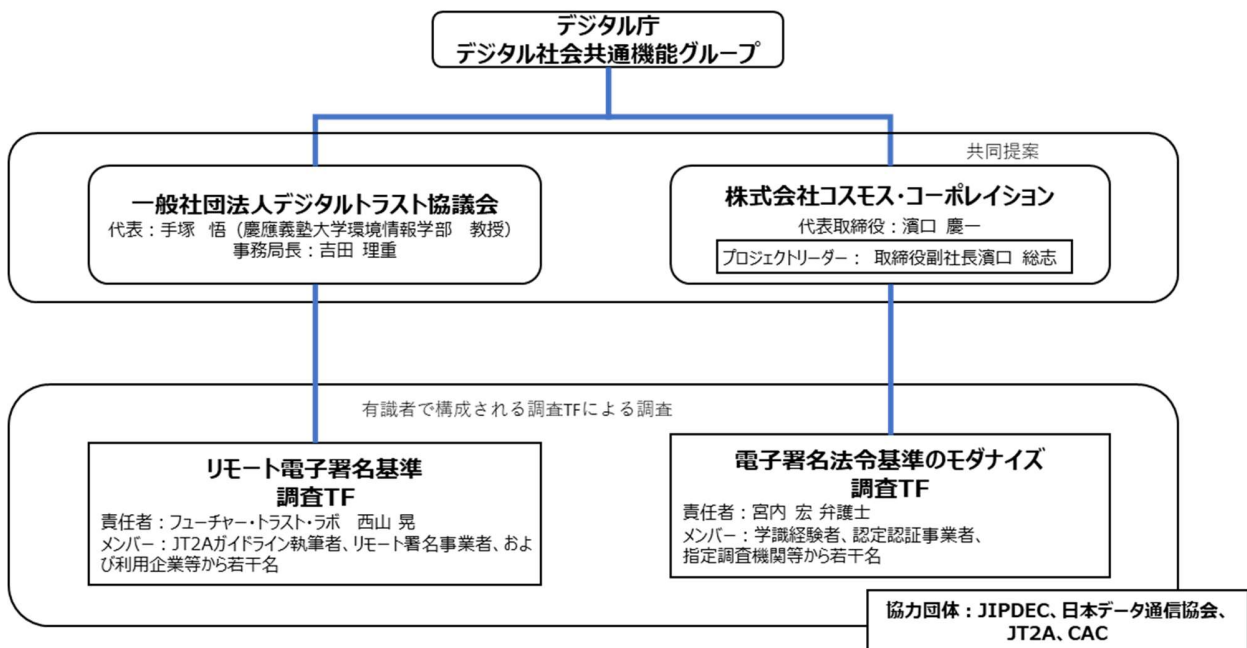 デジタル庁
デジタル社会共通機能グループ
共同提案
一般社団法人デジタルトラスト協議会
代表：手塚 悟（慶應義塾大学環境情報学部　教授）
事務局長：吉田 理重
株式会社コスモス・コーポレイション
代表取締役：濱口 慶一
プロジェクトリーダー： 取締役副社長濱口 総志
有識者で構成される調査TFによる調査
リモート電子署名基準
調査TF
責任者：フューチャー・トラスト・ラボ　西山 晃
メンバー：JT2Aガイドライン執筆者、リモート署名事業者、およ
び利用企業等から若干名
電子署名法令基準のモダナイズ
調査TF
責任者：宮内 宏 弁護士
メンバー：学識経験者、認定認証事業者、
指定調査機関等から若干名
協力団体：JIPDEC、日本データ通信協会、
JT2A、CAC